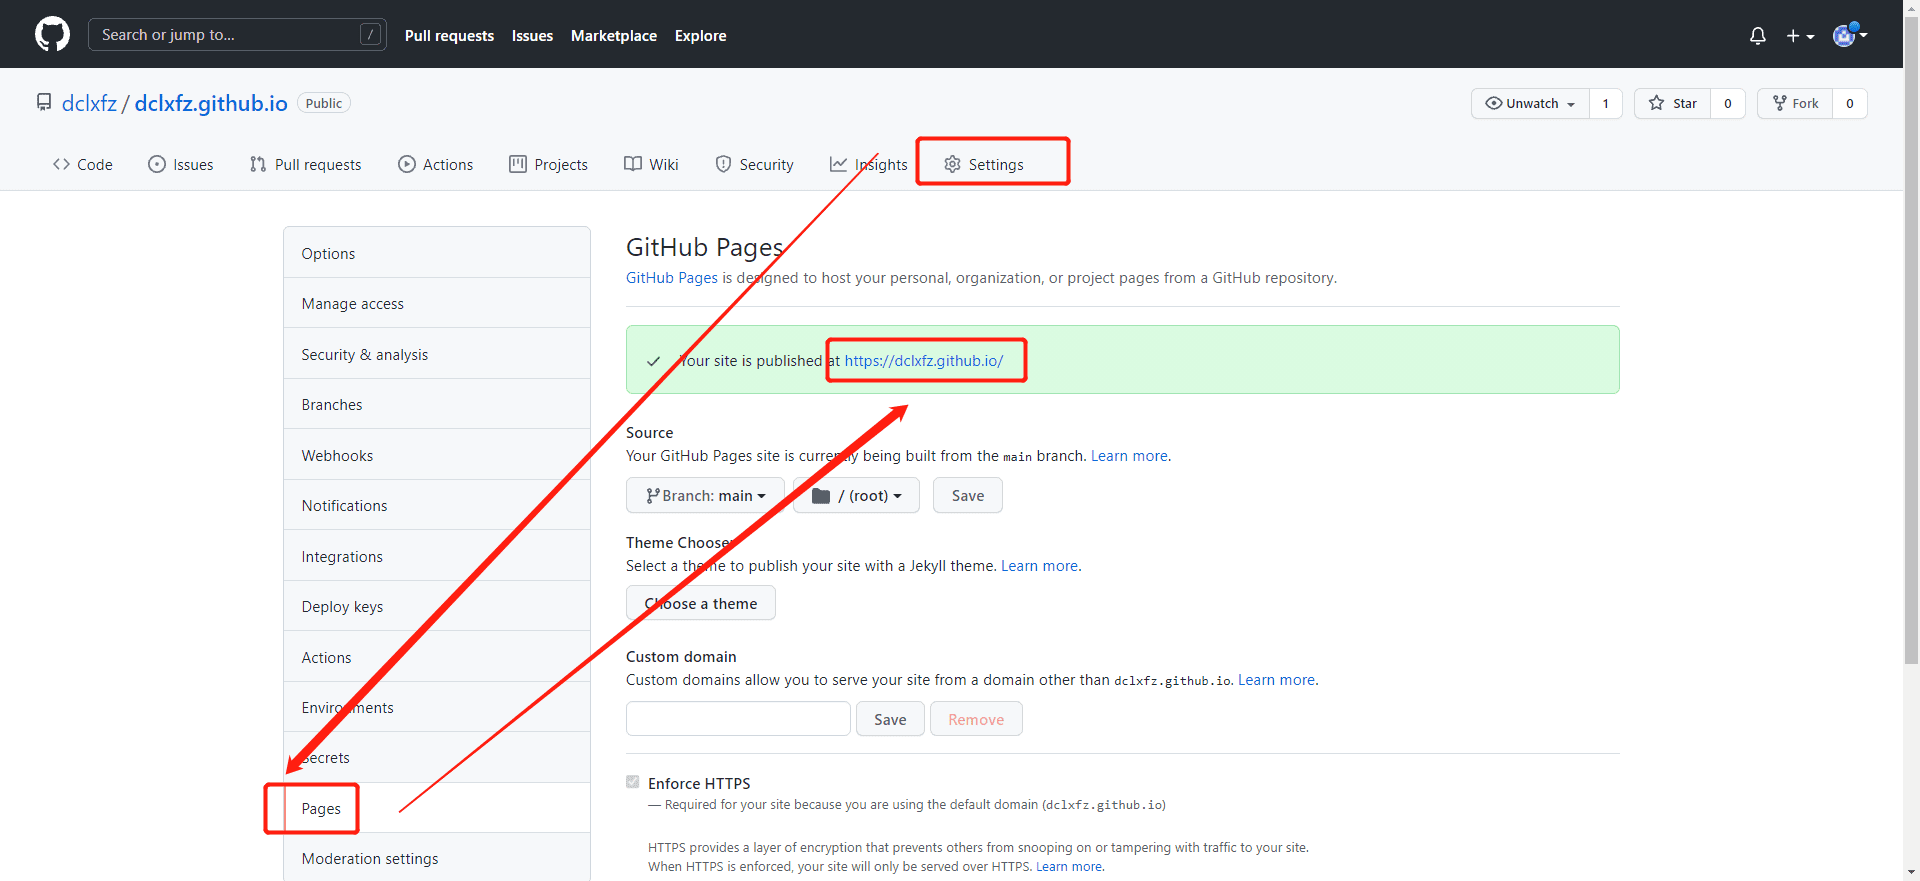 Search or jump to... / Pull requests Issues Marketplace Explore
dclxfz / dclxfz.github.io Public Unwatch 1 Star 0 Fork 0
Code Issues Pull requests Actions Projects Wiki Security Insights Settings
Options
Manage access
Security & analysis
Branches
Webhooks
Notifications
Integrations
Deploy keys
Actions
Environments
Secrets
Pages
Moderation settings
GitHub Pages
GitHub Pages is designed to host your personal, organization, or project pages from a GitHub repository.
Your site is published at https://dclxfz.github.io/
Source
Your GitHub Pages site is currently being built from the main branch. Learn more.
Branch: main / (root) Save
Theme Chooser
Select a theme to publish your site with a Jekyll theme. Learn more.
Choose a theme
Custom domain
Custom domains allow you to serve your site from a domain other than dclxfz.github.io. Learn more.
Save Remove
Enforce HTTPS
— Required for your site because you are using the default domain (dclxfz.github.io)
HTTPS provides a layer of encryption that prevents others from snooping on or tampering with traffic to your site.
When HTTPS is enforced, your site will only be served over HTTPS. Learn more.